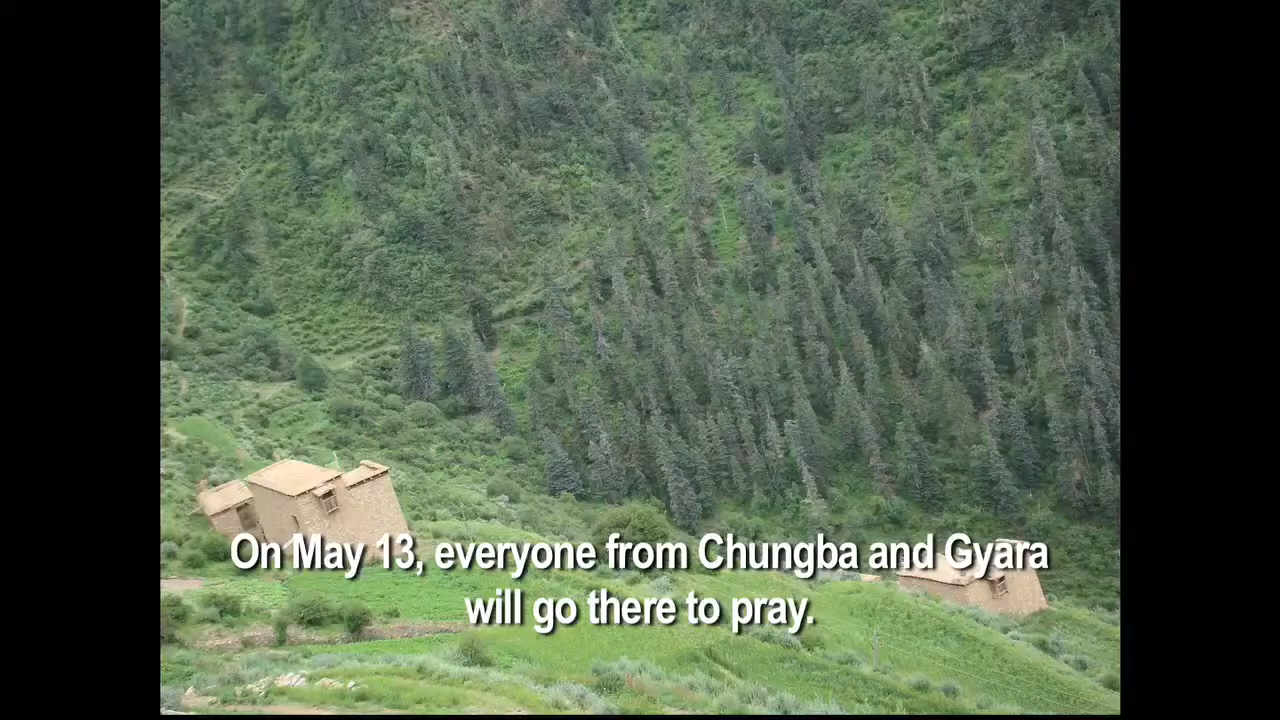 On May 13, everyone from Chungba and Gyara
will go there to pray.